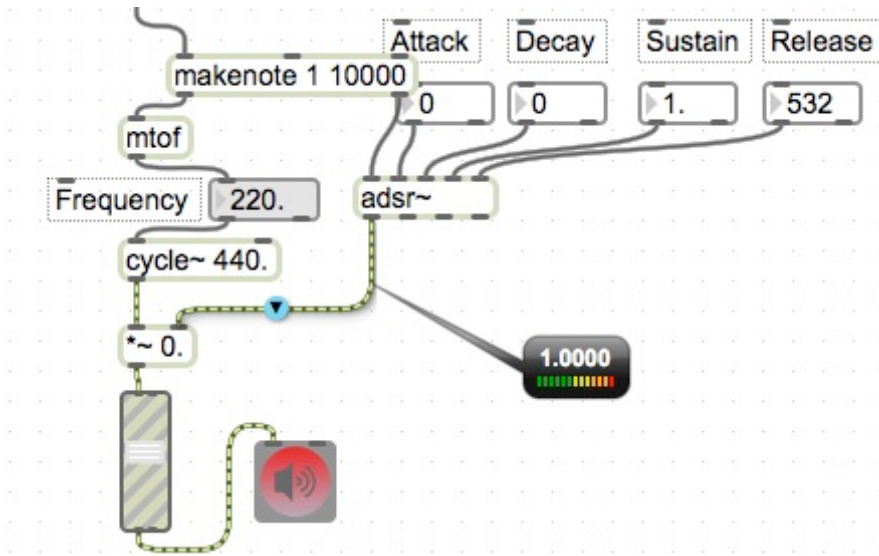 Attack Decay Sustain Release
makenote 1 10000
0 0 1. 532
mtof
Frequency 220. adsr~
cycle~ 440.
*~ 0. 1.0000